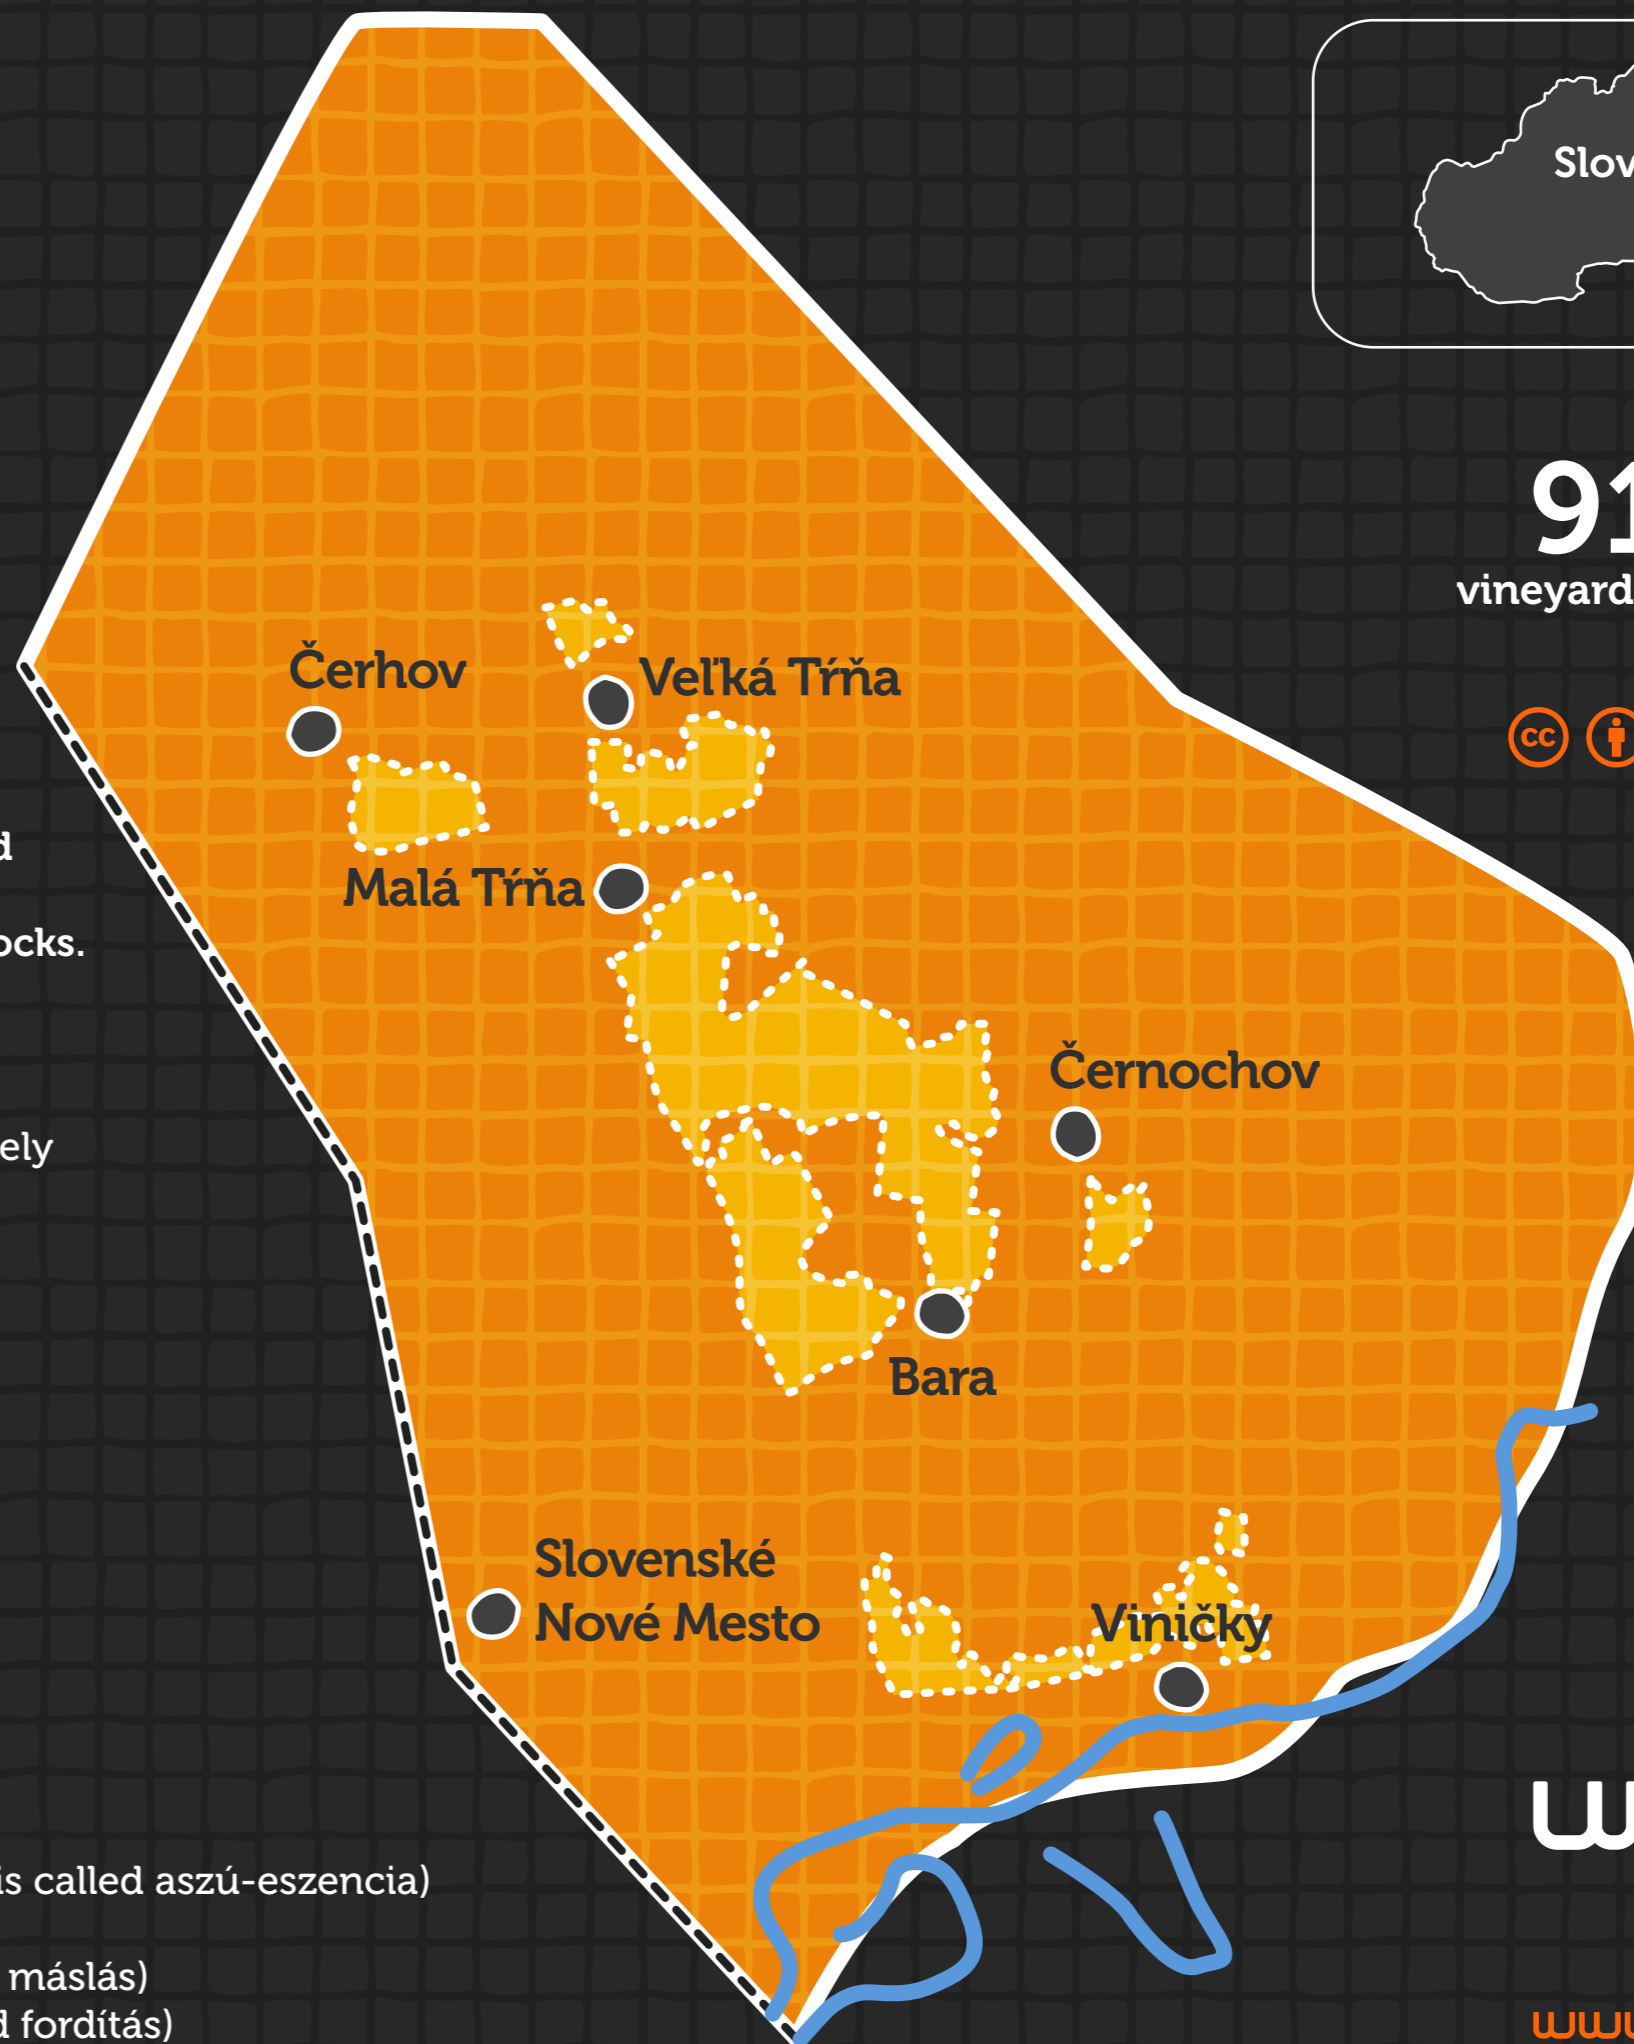 Slov
91
vineyard
Čerhov
Veľká Tŕňa
cc
d
Malá Tŕňa
ocks.
Černochov
ely
Bara
Slovenské
Nové Mesto
Viničky
is called aszú-eszencia)
máslás)
d fordítás)